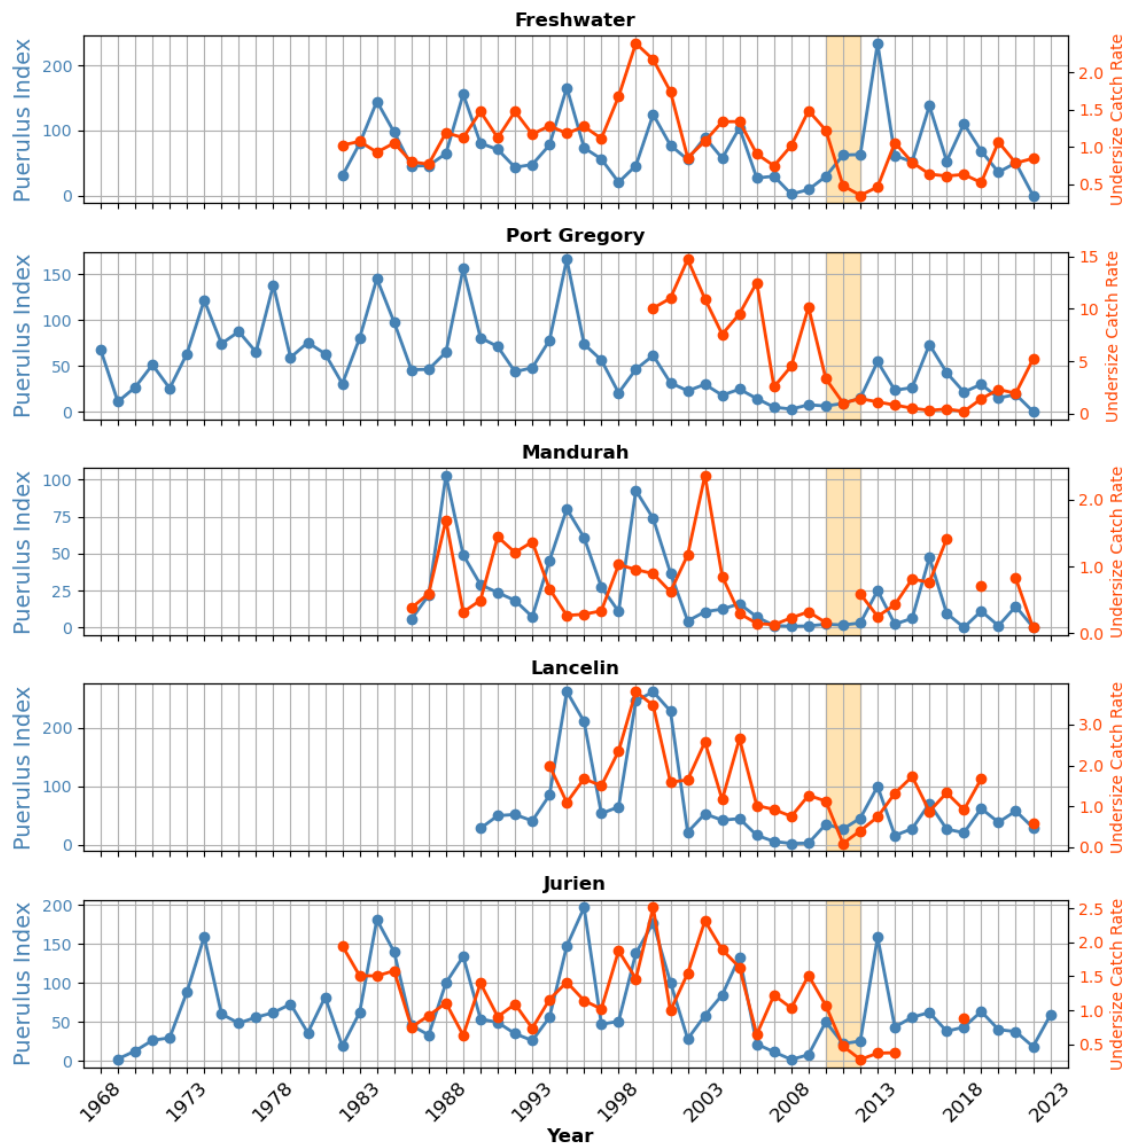 Freshwater
Puerulus Index
200
100
0
2.0
1.5
1.0
0.5
Undersize Catch Rate
Port Gregory
Puerulus Index
150
100
50
0
15
10
5
0
Undersize Catch Rate
Mandurah
Puerulus Index
100
75
50
25
0
2.0
1.0
0.0
Undersize Catch Rate
Lancelin
Puerulus Index
200
100
0
3.0
2.0
1.0
0.0
Undersize Catch Rate
Jurien
Puerulus Index
200
150
100
50
0
2.5
2.0
1.5
1.0
0.5
Undersize Catch Rate
1968 1973 1978 1983 1988 1993 1998 2003 2008 2013 2018 2023
Year